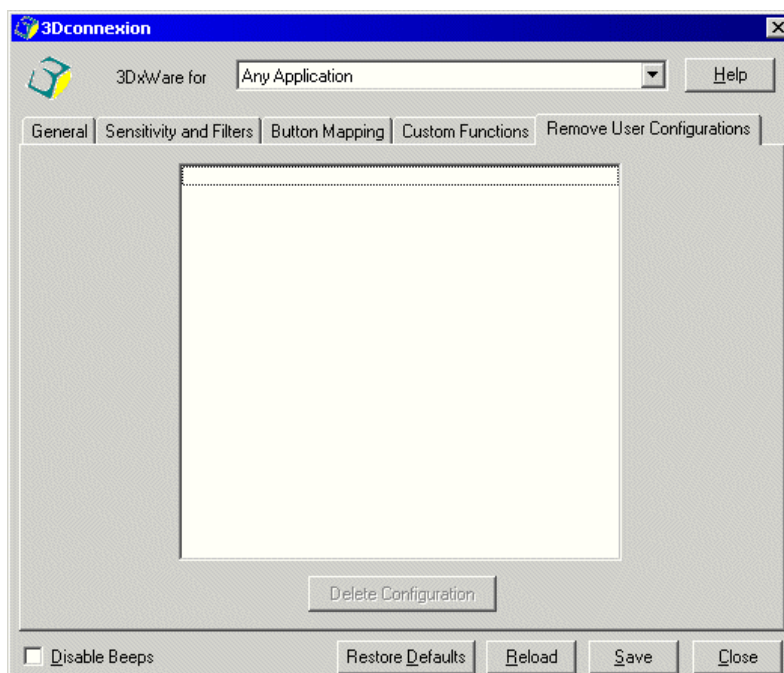 3Dconnexion
3DxWare for Any Application Help
General Sensitivity and Filters Button Mapping Custom Functions Remove User Configurations
Delete Configuration
Disable Beeps Restore Defaults Reload Save Close